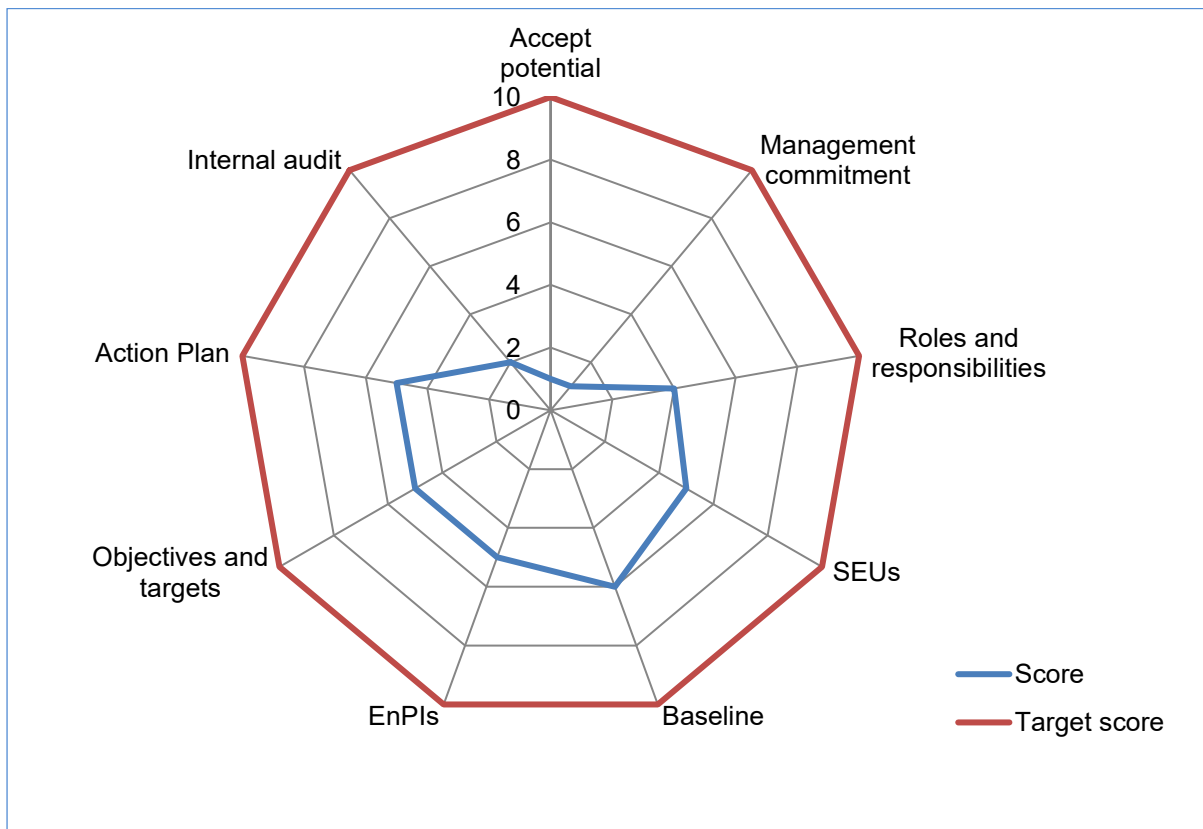 Accept
potential
10
8
6
4
2
0
Management
commitment
Roles and
responsibilities
SEUs
Baseline
EnPIs
Objectives and
targets
Action Plan
Internal audit
Score
Target score